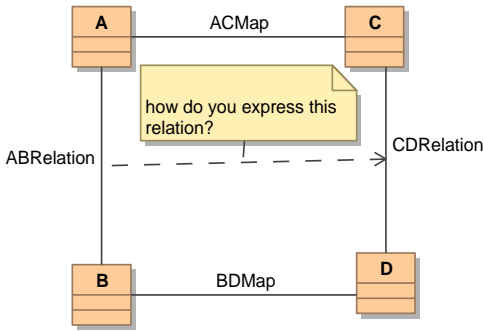 A
ACMap
C
how do you express this
relation?
ABRelation
CDRelation
B
BDMap
D